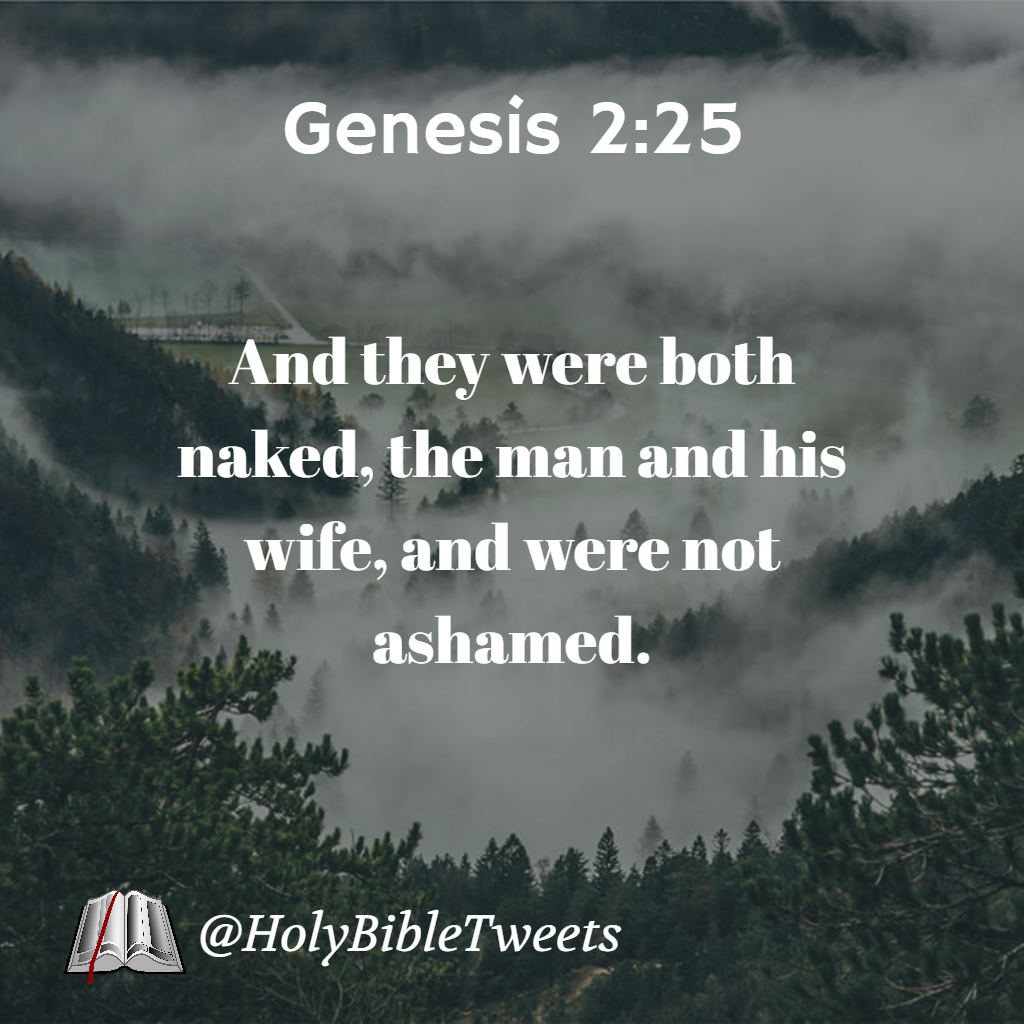 Genesis 2:25
And they were both
naked, the man and his
wife, and were not
ashamed.
@HolyBibleTweets